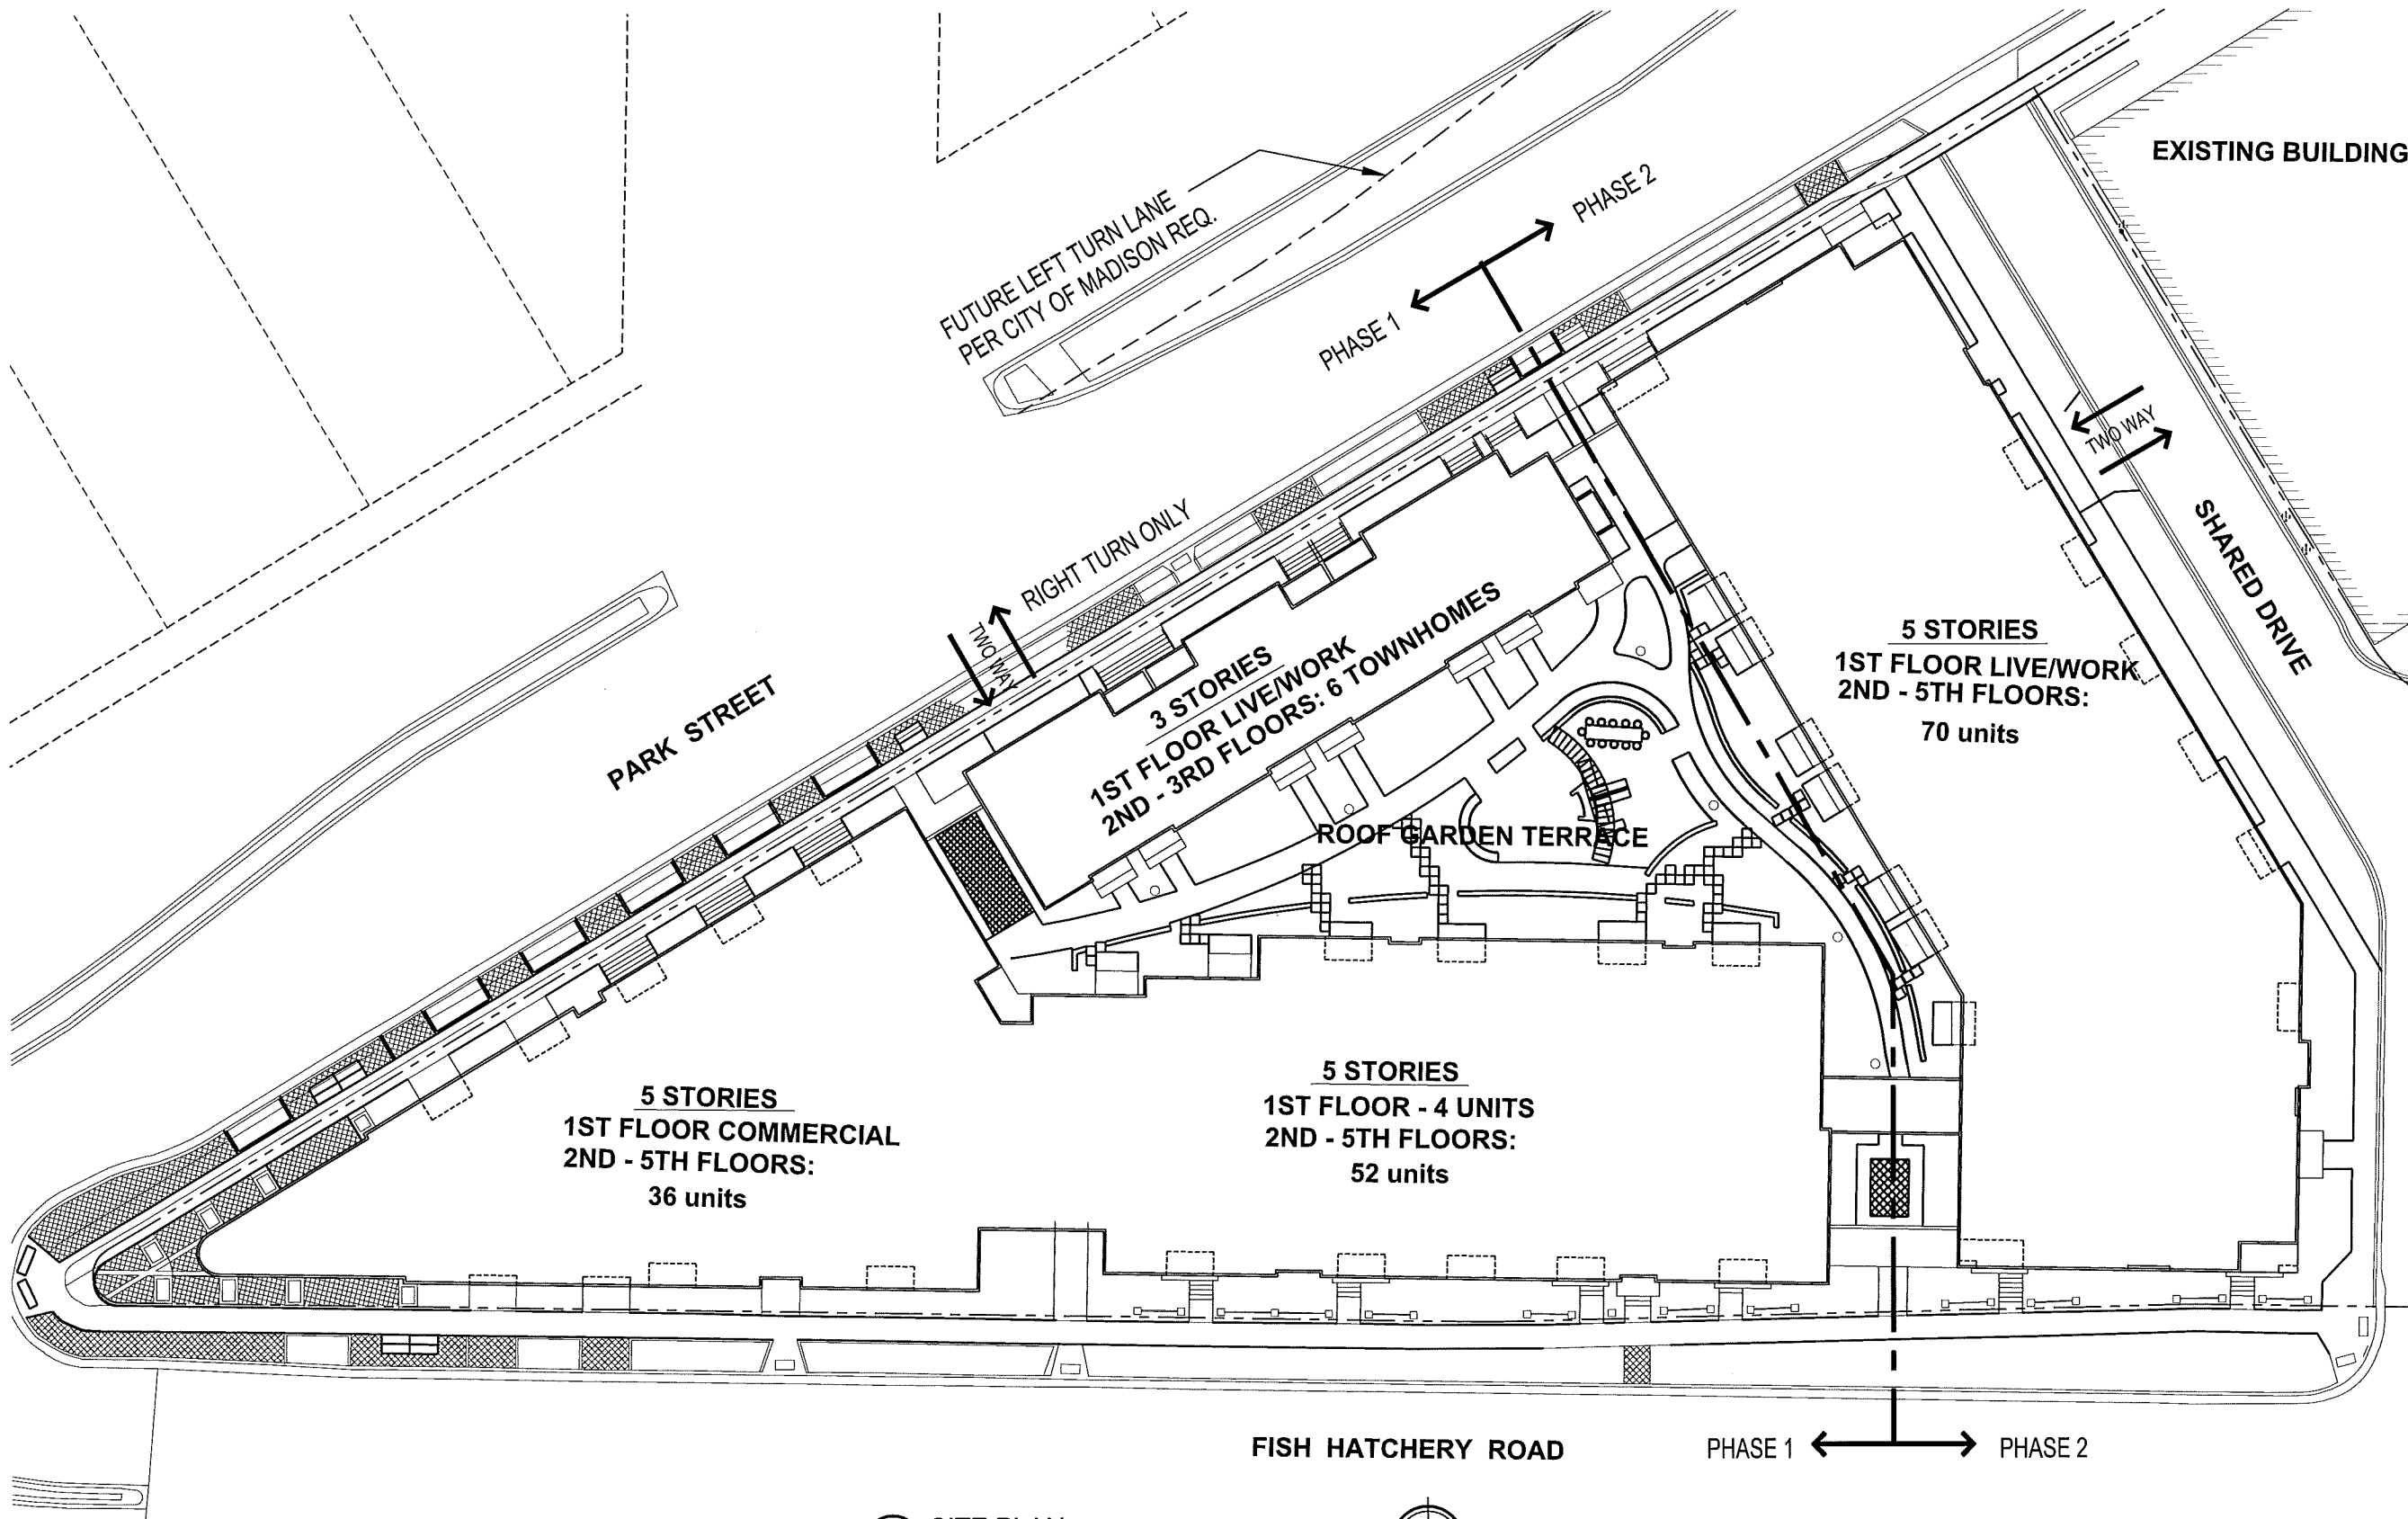 EXISTING BUILDING
FUTURE LEFT TURN LANE
PER CITY OF MADISON REQ.
PHASE 2
PHASE 1
TWO WAY
SHARED DRIVE
RIGHT TURN ONLY
TWO WAY
PARK STREET
3 STORIES
1ST FLOOR LIVE/WORK
2ND - 3RD FLOORS: 6 TOWNHOMES
5 STORIES
1ST FLOOR LIVE/WORK
2ND - 5TH FLOORS:
70 units
ROOF GARDEN TERRACE
5 STORIES
1ST FLOOR COMMERCIAL
2ND - 5TH FLOORS:
36 units
5 STORIES
1ST FLOOR - 4 UNITS
2ND - 5TH FLOORS:
52 units
FISH HATCHERY ROAD
PHASE 1
PHASE 2
SITE PLAN